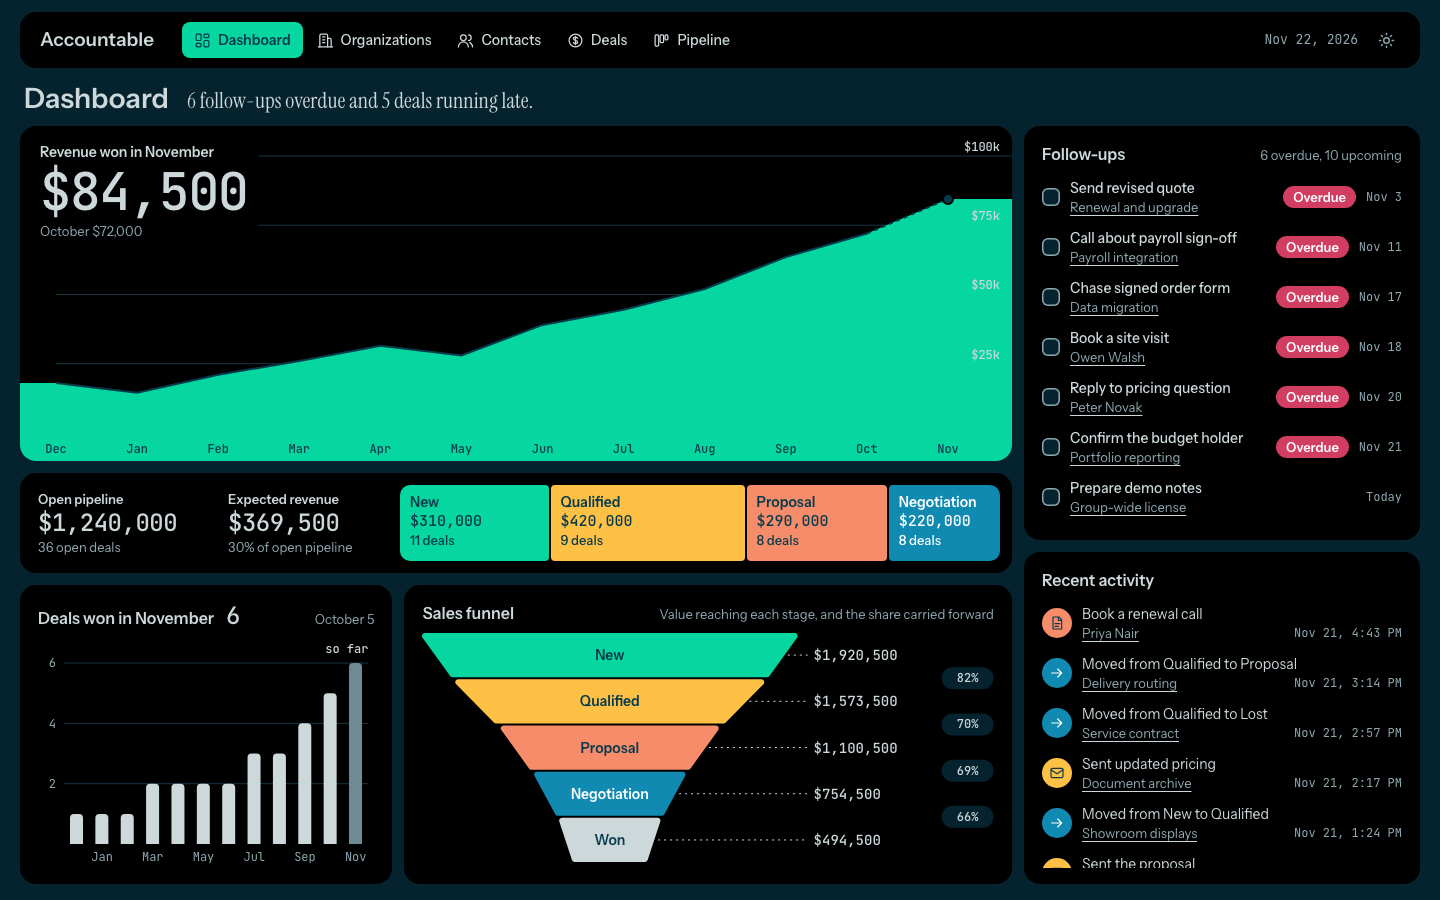 Accountable
Dashboard
Organizations
Contacts
Deals
Pipeline
Nov 22, 2026
Dashboard
6 follow-ups overdue and 5 deals running late.
Revenue won in November
$84,500
October $72,000
$100k
$75k
$50k
$25k
Dec Jan Feb Mar Apr May Jun Jul Aug Sep Oct Nov
Open pipeline
$1,240,000
36 open deals
Expected revenue
$369,500
30% of open pipeline
New
$310,000
11 deals
Qualified
$420,000
9 deals
Proposal
$290,000
8 deals
Negotiation
$220,000
8 deals
Deals won in November 6
October 5
so far
6
4
2
Jan Mar May Jul Sep Nov
Sales funnel
Value reaching each stage, and the share carried forward
New $1,920,500
82%
Qualified $1,573,500
70%
Proposal $1,100,500
69%
Negotiation $754,500
66%
Won $494,500
Follow-ups
6 overdue, 10 upcoming
Send revised quote
Renewal and upgrade
Overdue Nov 3
Call about payroll sign-off
Payroll integration
Overdue Nov 11
Chase signed order form
Data migration
Overdue Nov 17
Book a site visit
Owen Walsh
Overdue Nov 18
Reply to pricing question
Peter Novak
Overdue Nov 20
Confirm the budget holder
Portfolio reporting
Overdue Nov 21
Prepare demo notes
Group-wide license
Today
Recent activity
Book a renewal call
Priya Nair
Nov 21, 4:43 PM
Moved from Qualified to Proposal
Delivery routing
Nov 21, 3:14 PM
Moved from Qualified to Lost
Service contract
Nov 21, 2:57 PM
Sent updated pricing
Document archive
Nov 21, 2:17 PM
Moved from New to Qualified
Showroom displays
Nov 21, 1:24 PM
Sent the proposal